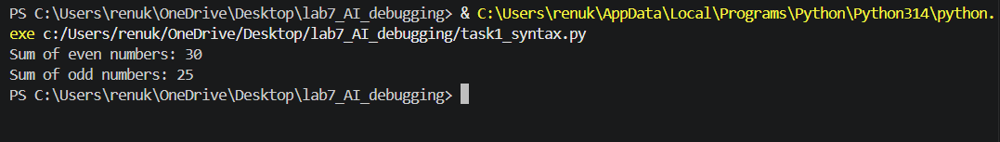 PS C:\Users\renuk\OneDrive\Desktop\lab7_AI_debugging> & C:\Users\renuk\AppData\Local\Programs\Python\Python314\python.
exe c:/Users/renuk/OneDrive/Desktop/lab7_AI_debugging/task1_syntax.py
Sum of even numbers: 30
Sum of odd numbers: 25
PS C:\Users\renuk\OneDrive\Desktop\lab7_AI_debugging>